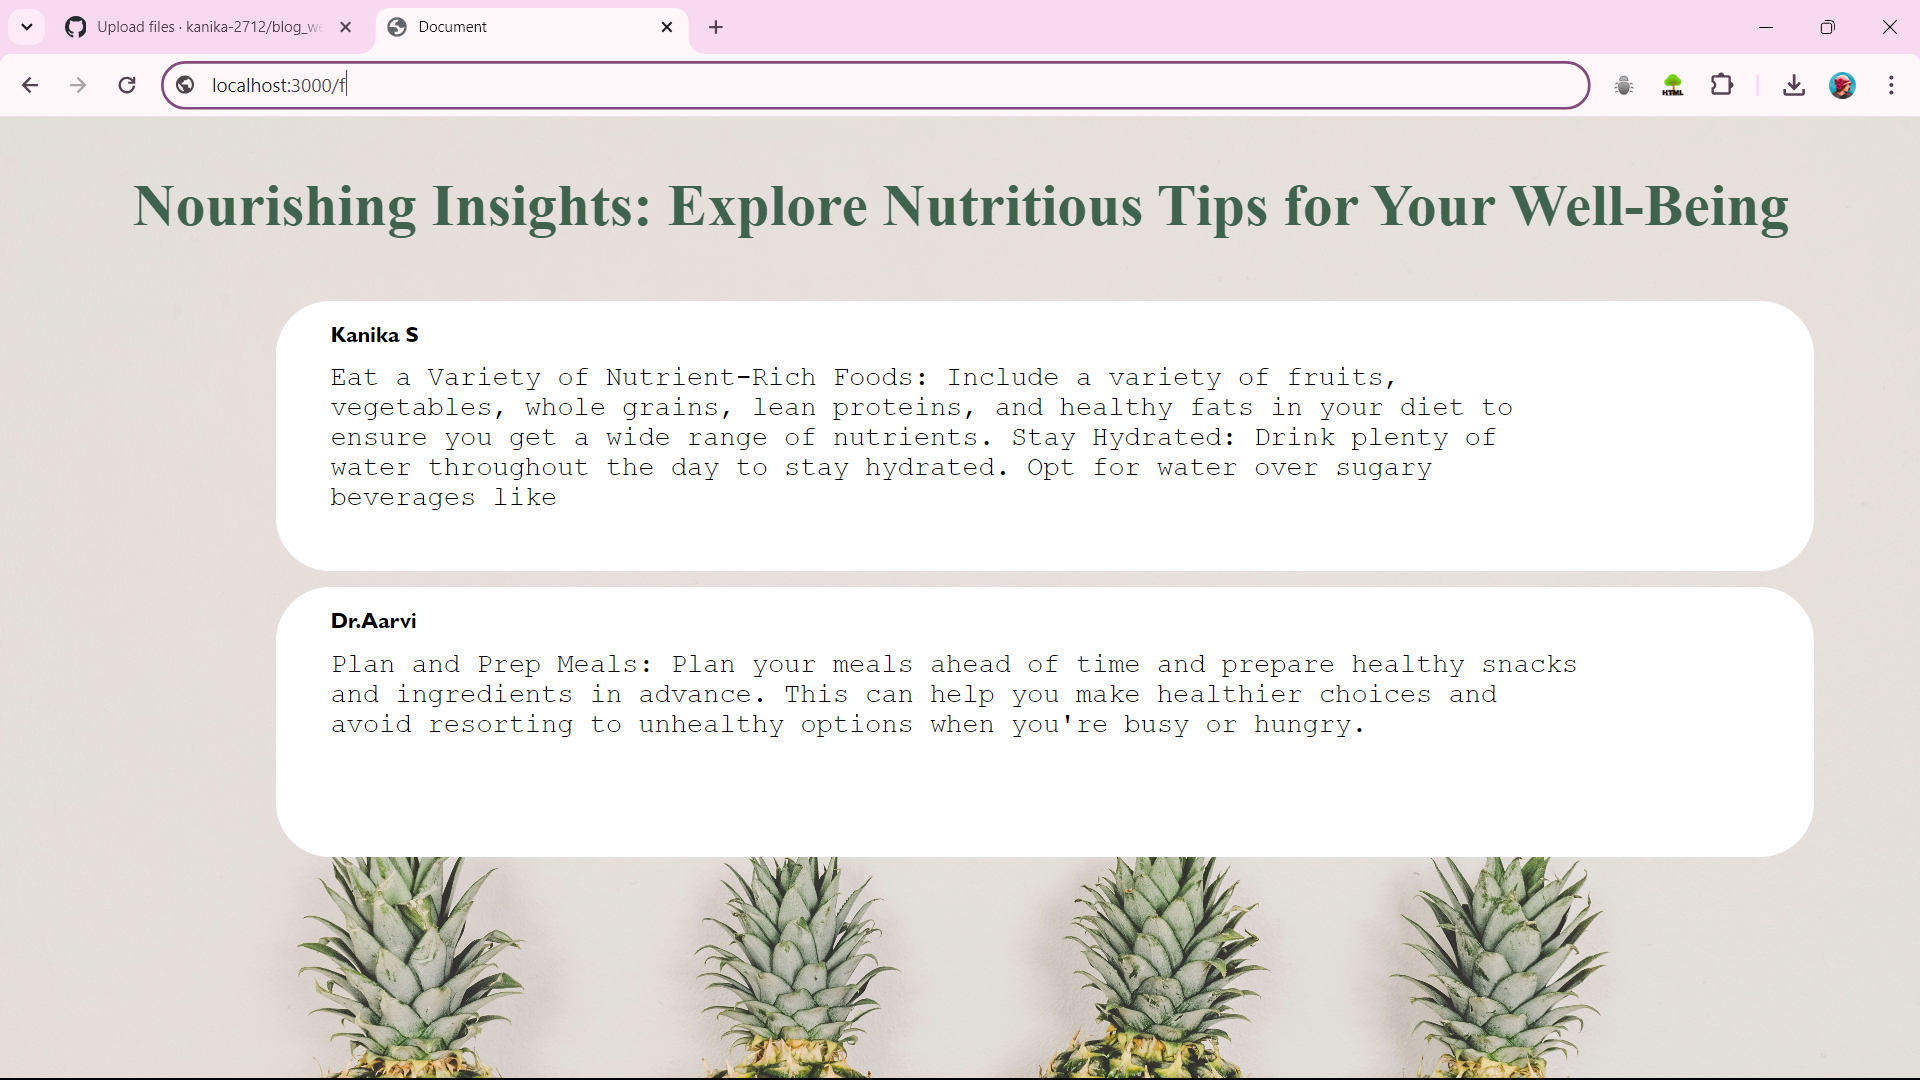 Upload files · kanika-2712/blog_we
Document
localhost:3000/f
HTML
Nourishing Insights: Explore Nutritious Tips for Your Well-Being
Kanika S
Eat a Variety of Nutrient-Rich Foods: Include a variety of fruits,
vegetables, whole grains, lean proteins, and healthy fats in your diet to
ensure you get a wide range of nutrients. Stay Hydrated: Drink plenty of
water throughout the day to stay hydrated. Opt for water over sugary
beverages like
Dr.Aarvi
Plan and Prep Meals: Plan your meals ahead of time and prepare healthy snacks
and ingredients in advance. This can help you make healthier choices and
avoid resorting to unhealthy options when you're busy or hungry.